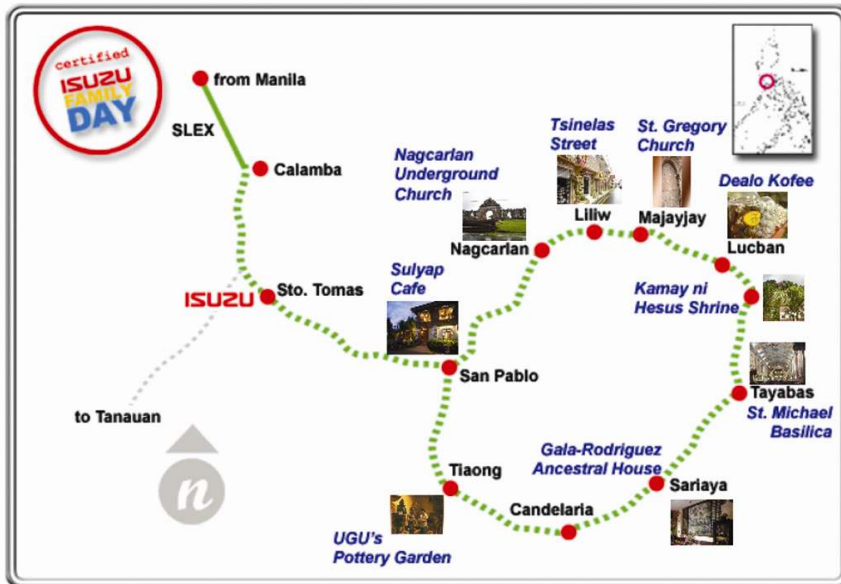 certified
ISUZU
FAMILY
DAY
from Manila
SLEX
Calamba
Tsinelas
Street
St. Gregory
Church
Nagcarlan
Underground
Church
Dealo Kofee
Liliw
Majayjay
Nagcarlan
Lucban
Sulyap
Cafe
Kamay ni
Hesus Shrine
ISUZU
Sto. Tomas
San Pablo
Tayabas
St. Michael
Basilica
to Tanauan
n
Gala-Rodriguez
Ancestral House
Tiaong
Sariaya
Candelaria
UGU's
Pottery Garden